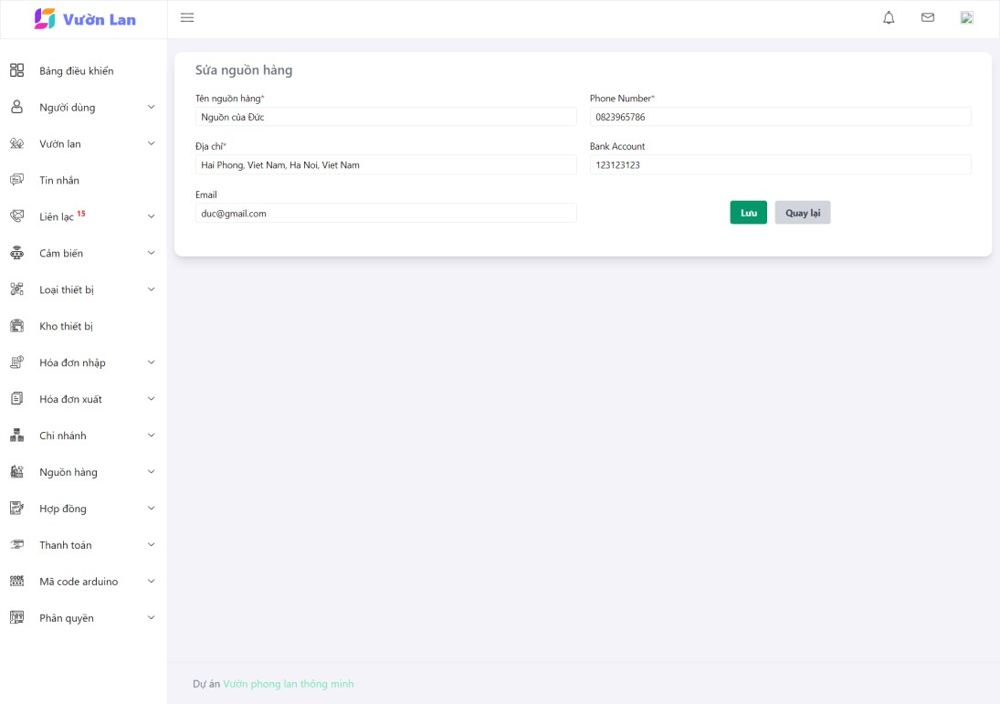 Vườn Lan
Bảng điều khiển
Người dùng
Vườn lan
Tin nhắn
Liên lạc 15
Cảm biến
Loại thiết bị
Kho thiết bị
Hóa đơn nhập
Hóa đơn xuất
Chi nhánh
Nguồn hàng
Hợp đồng
Thanh toán
Mã code arduino
Phân quyền
Sửa nguồn hàng
Tên nguồn hàng*
Nguồn của Đức
Phone Number*
0823965786
Địa chỉ*
Hai Phong, Viet Nam, Ha Noi, Viet Nam
Bank Account
123123123
Email
duc@gmail.com
Lưu
Quay lại
Dự án Vườn phong lan thông minh